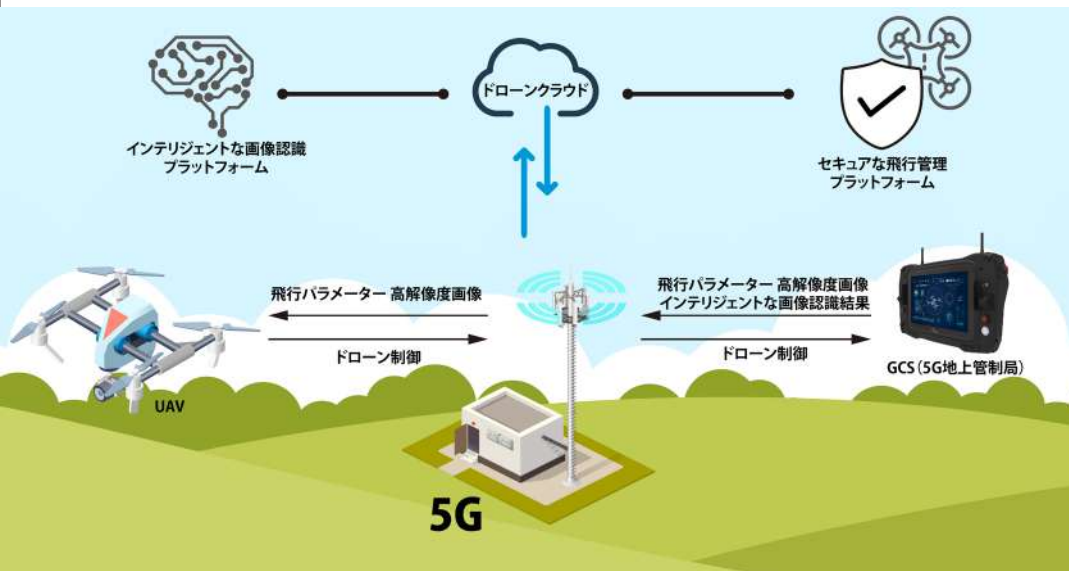 ドローンクラウド
インテリジェントな画像認識
プラットフォーム
セキュアな飛行管理
プラットフォーム
飛行パラメーター 高解像度画像
ドローン制御
飛行パラメーター 高解像度画像
インテリジェントな画像認識結果
ドローン制御
GCS（5G地上管制局）
UAV
5G